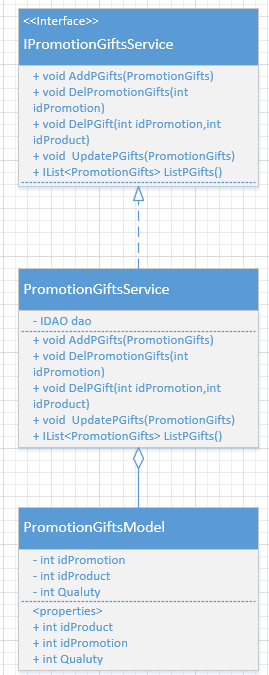 <<Interface>>
IPromotionGiftsService
+ void AddPGifts(PromotionGifts)
+ void DelPromotionGifts(int
idPromotion)
+ void DelPGift(int idPromotion,int
idProduct)
+ void  UpdatePGifts(PromotionGifts)
+ IList<PromotionGifts> ListPGifts()
PromotionGiftsService
- IDAO dao
+ void AddPGifts(PromotionGifts)
+ void DelPromotionGifts(int
idPromotion)
+ void DelPGift(int idPromotion,int
idProduct)
+ void  UpdatePGifts(PromotionGifts)
+ IList<PromotionGifts> ListPGifts()
PromotionGiftsModel
- int idPromotion
- int idProduct
- int Qualuty
<properties>
+ int idProduct
+ int idPromotion
+ int Qualuty